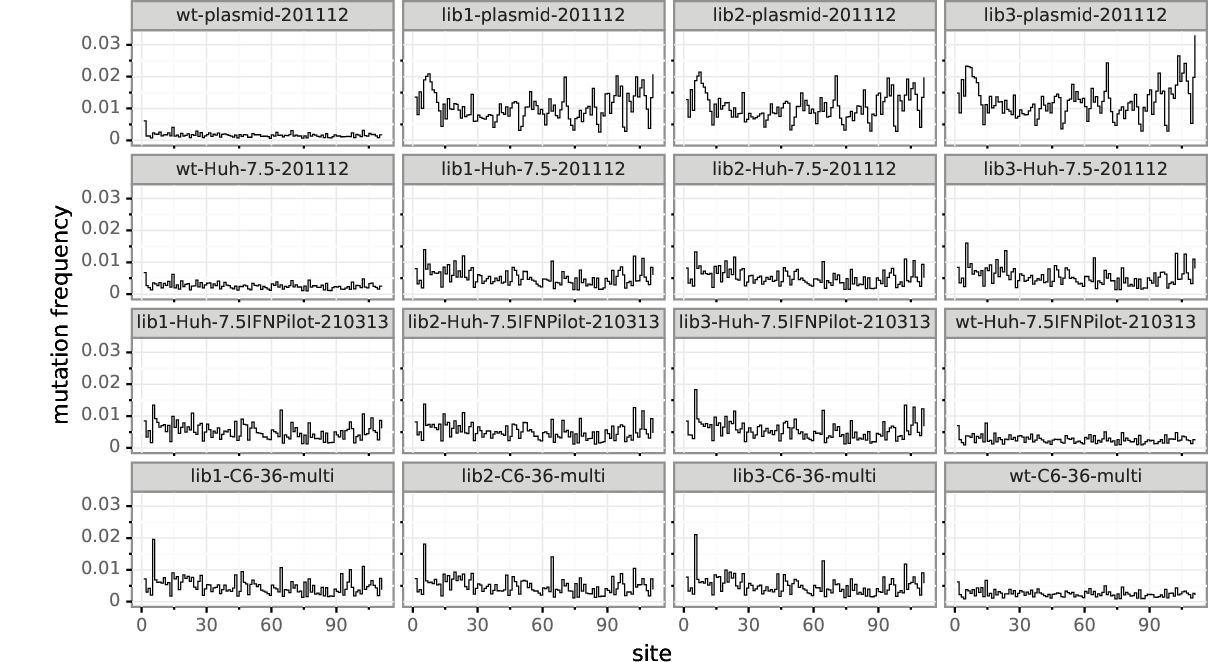 wt-plasmid-201112 lib1-plasmid-201112 lib2-plasmid-201112 lib3-plasmid-201112
0.03
0.02
0.01
0
wt-Huh-7.5-201112 lib1-Huh-7.5-201112 lib2-Huh-7.5-201112 lib3-Huh-7.5-201112
0.03
0.02
0.01
0
mutation frequency
lib1-Huh-7.5IFNPilot-210313 lib2-Huh-7.5IFNPilot-210313 lib3-Huh-7.5IFNPilot-210313 wt-Huh-7.5IFNPilot-210313
0.03
0.02
0.01
0
lib1-C6-36-multi lib2-C6-36-multi lib3-C6-36-multi wt-C6-36-multi
0.03
0.02
0.01
0
0 30 60 90 0 30 60 90 0 30 60 90 0 30 60 90
site